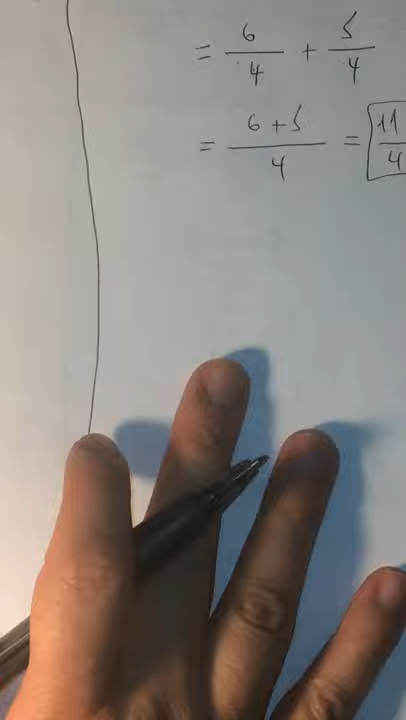 = 6/4 + 5/4
= (6+5)/4 = 11/4